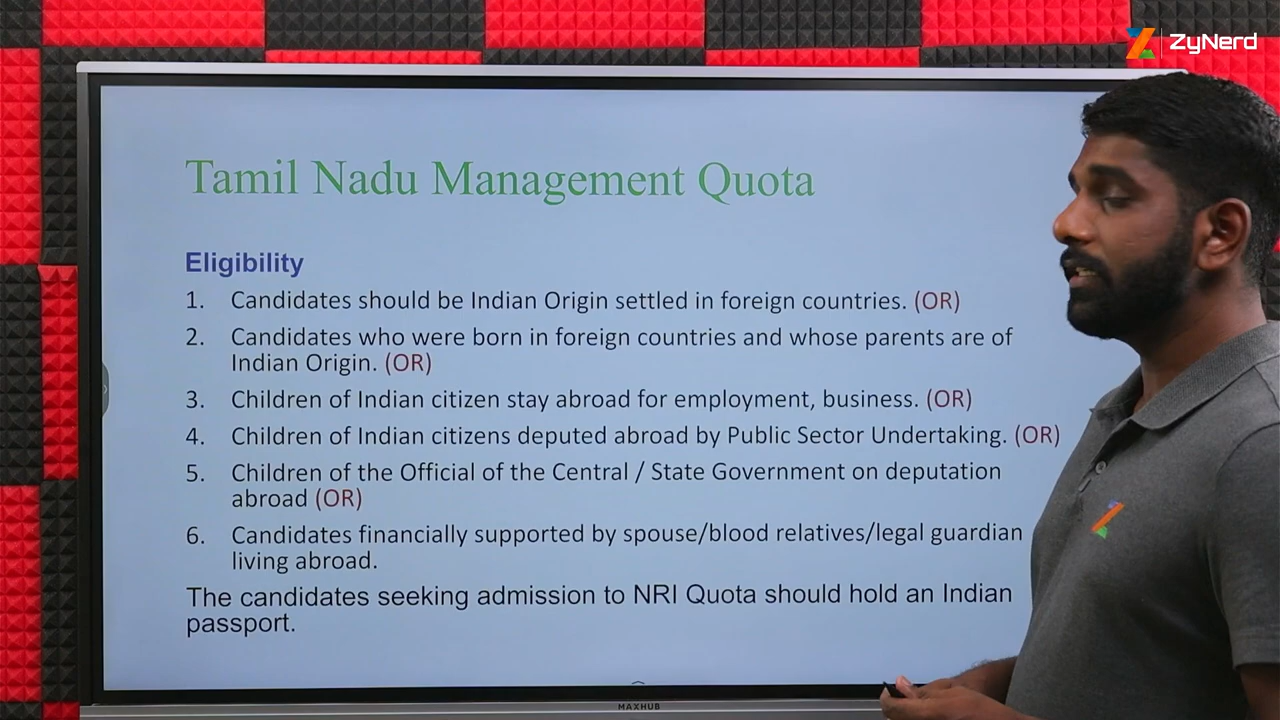 ZyNerd
Tamil Nadu Management Quota
Eligibility
1. Candidates should be Indian Origin settled in foreign countries. (OR)
2. Candidates who were born in foreign countries and whose parents are of
Indian Origin. (OR)
3. Children of Indian citizen stay abroad for employment, business. (OR)
4. Children of Indian citizens deputed abroad by Public Sector Undertaking. (OR)
5. Children of the Official of the Central / State Government on deputation
abroad (OR)
6. Candidates financially supported by spouse/blood relatives/legal guardian
living abroad.
The candidates seeking admission to NRI Quota should hold an Indian
passport.
MAXHUB